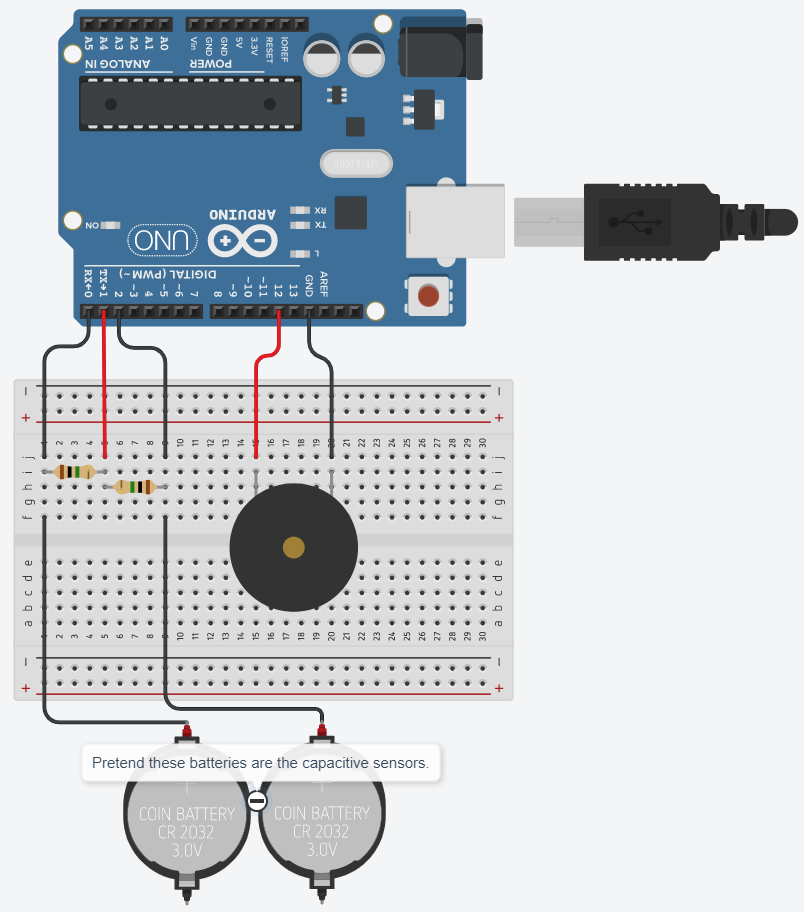 A5 A4 A3 A2 A1 A0
Vin GND GND 5V 3.3V RESET IOREF
ANALOG IN
POWER
ON
UNO
ARDUINO
RX
TX
L
DIGITAL (PWM~)
RX←0 TX→1 2 ~3 4 ~5 ~6 7 8 ~9 ~10 ~11 12 13 GND AREF
− −
+ +
1 2 3 4 5 6 7 8 9 10 11 12 13 14 15 16 17 18 19 20 21 22 23 24 25 26 27 28 29 30
j j
i i
h h
g g
f f
e e
d d
c c
b b
a a
1 2 3 4 5 6 7 8 9 10 11 12 13 14 15 16 17 18 19 20 21 22 23 24 25 26 27 28 29 30
− −
+ +
Pretend these batteries are the capacitive sensors.
COIN BATTERY
CR 2032
3.0V
COIN BATTERY
CR 2032
3.0V